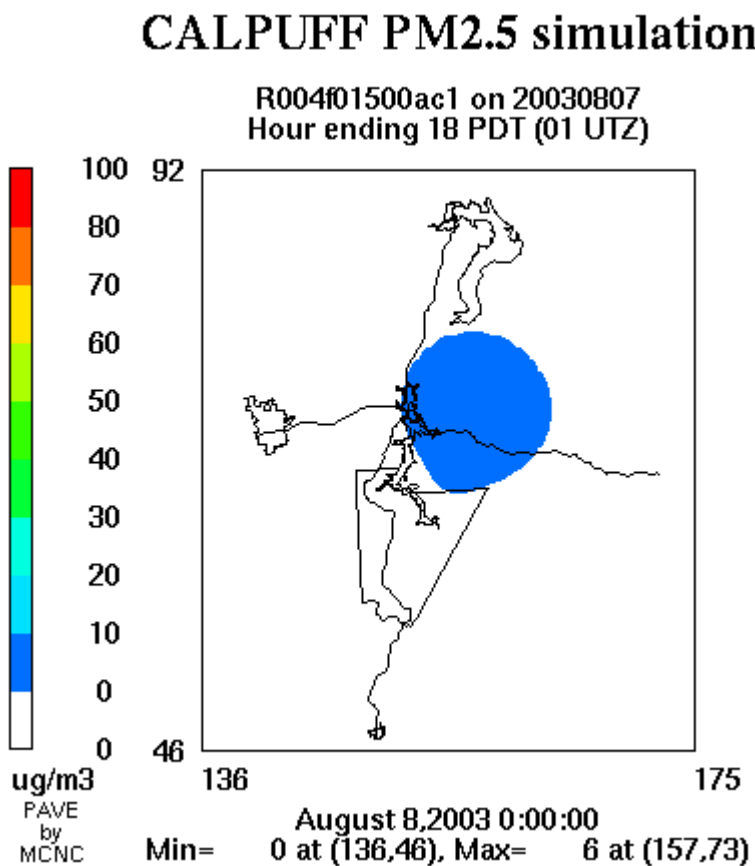 CALPUFF PM2.5 simulation
R004f01500ac1 on 20030807
Hour ending 18 PDT (01 UTZ)
100
80
70
60
50
40
30
20
10
0
0
ug/m3
PAVE
by
MCNC
92
46
136
175
August 8,2003 0:00:00
Min= 0 at (136,46), Max= 6 at (157,73)